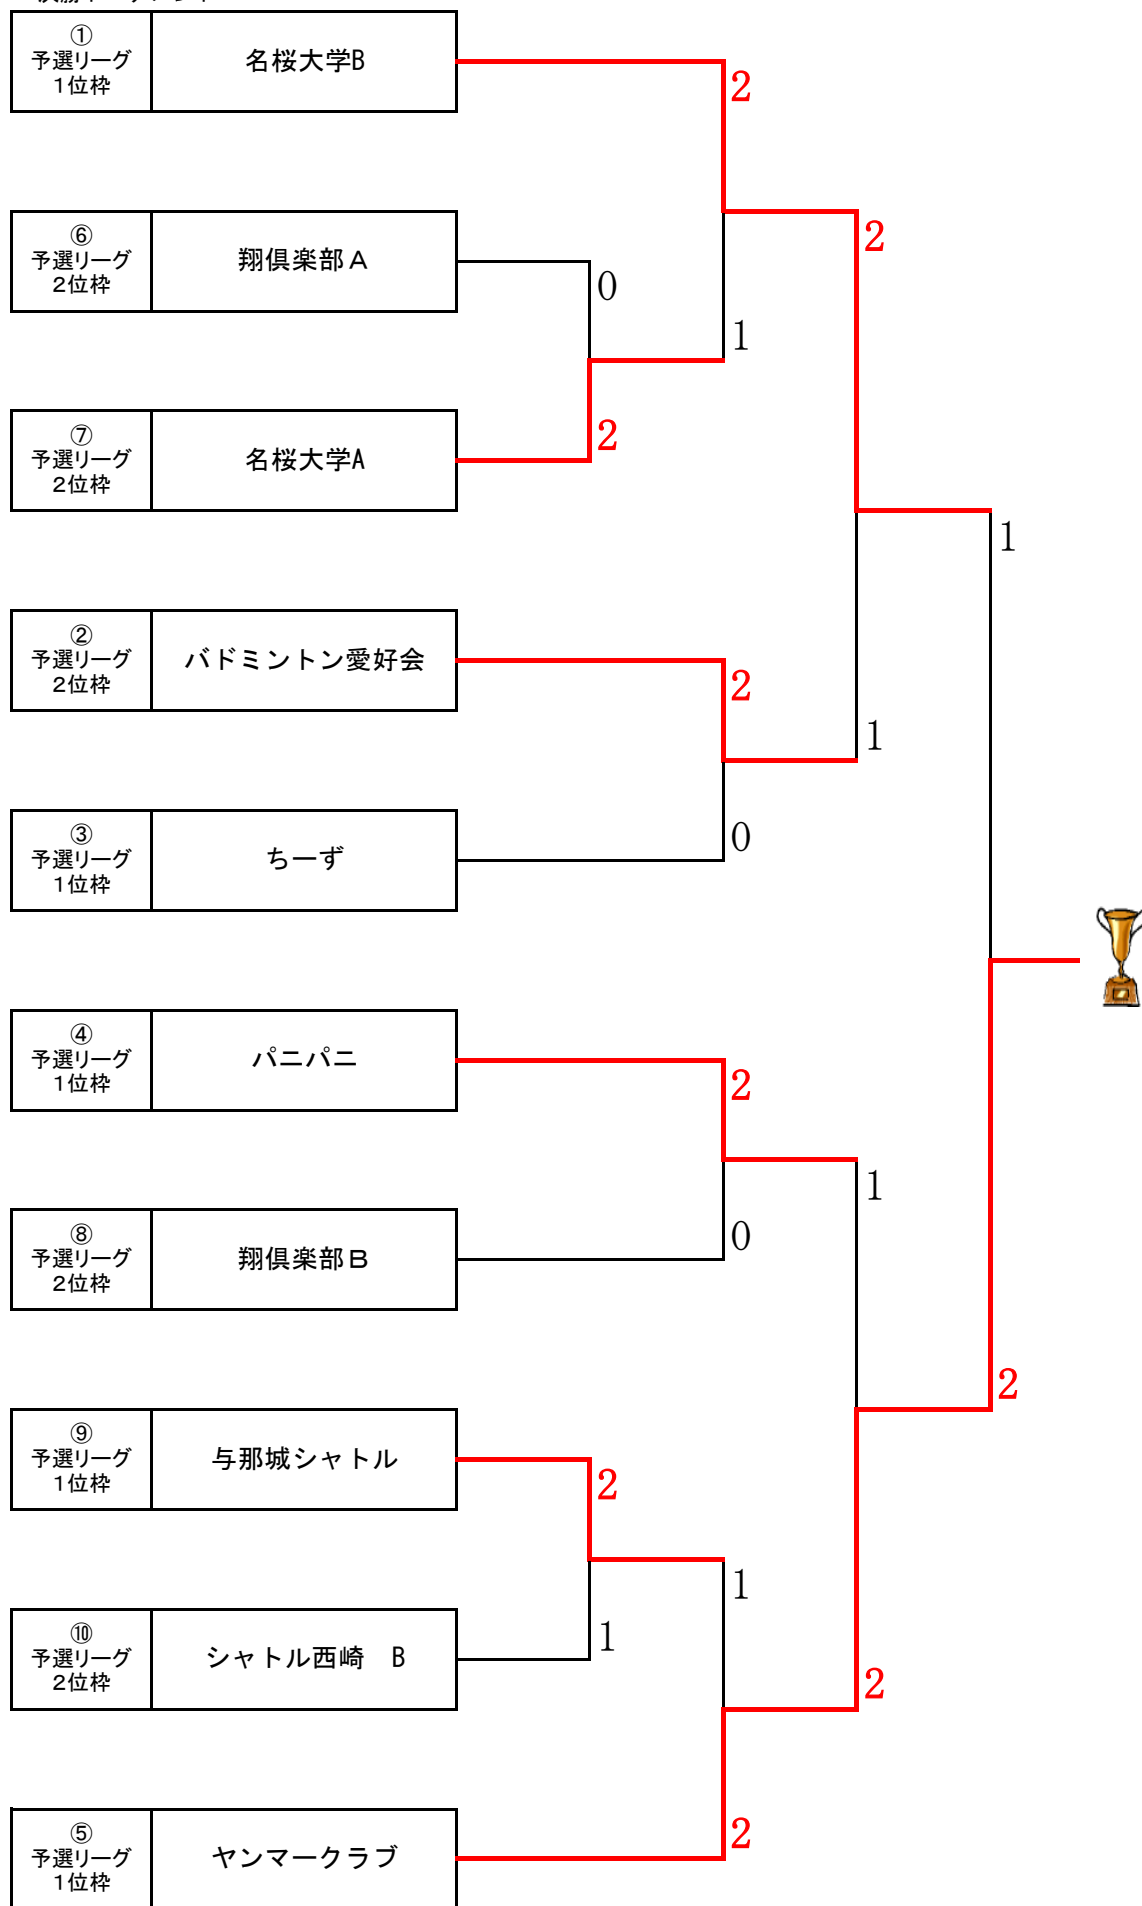 ①
予選リーグ
1位枠
名桜大学B
2
⑥
予選リーグ
2位枠
翔倶楽部A
2
0
1
⑦
予選リーグ
2位枠
名桜大学A
2
1
②
予選リーグ
2位枠
バドミントン愛好会
2
1
③
予選リーグ
1位枠
ちーず
0
④
予選リーグ
1位枠
パニパニ
2
1
⑧
予選リーグ
2位枠
翔倶楽部B
0
2
⑨
予選リーグ
1位枠
与那城シャトル
2
1
⑩
予選リーグ
2位枠
シャトル西崎 B
1
2
⑤
予選リーグ
1位枠
ヤンマークラブ
2